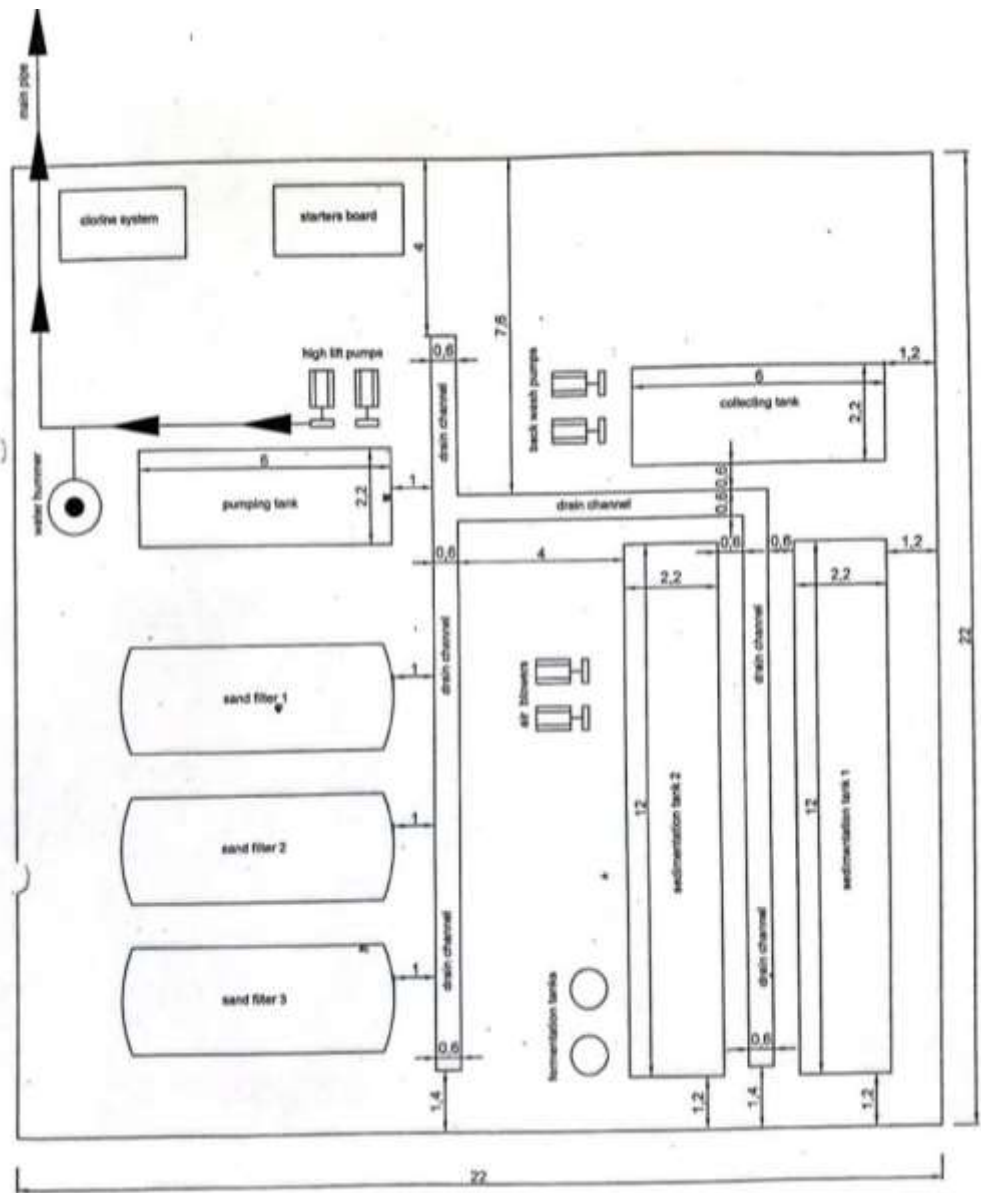 main pipe
clorine system
starters board
4
7,6
high lift pumps
0,6
drain channel
back wash pumps
6
collecting tank
2,2
1,2
water hummer
6
pumping tank
2,2
1
drain channel
0,6
0,6
0,6
4
0,6
0,6
1,2
2,2
2,2
22
sand filter 1
1
drain channel
air blowers
drain channel
12
sedimentation tank 2
12
sedimentation tank 1
sand filter 2
1
sand filter 3
1
drain channel
drain channel
fermentation tanks
0,6
0,6
1,4
1,2
1,4
1,2
22